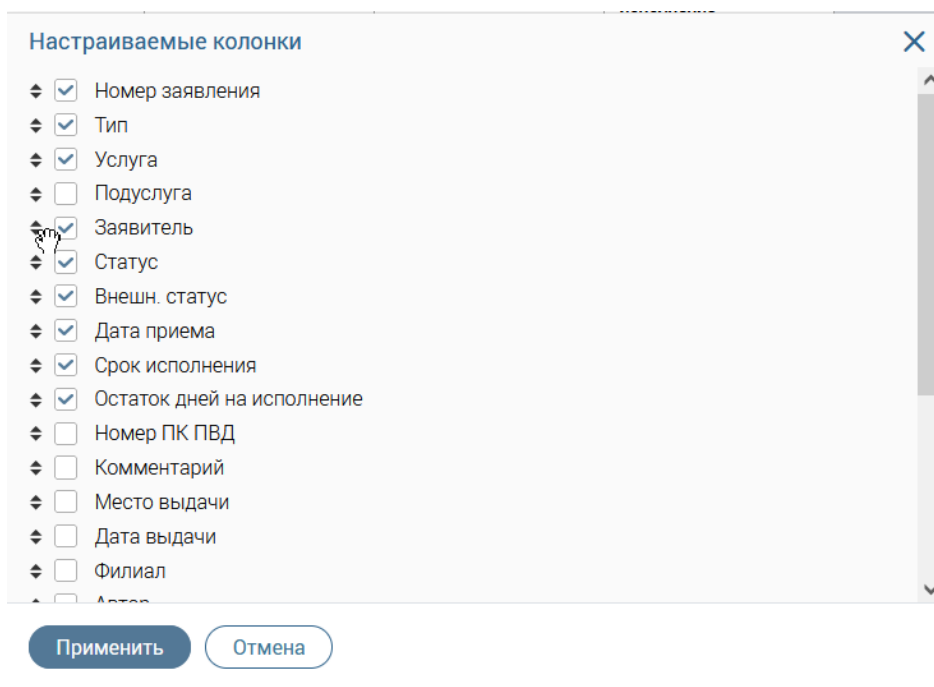 Настраиваемые колонки
Номер заявления
Тип
Услуга
Подуслуга
Заявитель
Статус
Внешн. статус
Дата приема
Срок исполнения
Остаток дней на исполнение
Номер ПК ПВД
Комментарий
Место выдачи
Дата выдачи
Филиал
Применить
Отмена